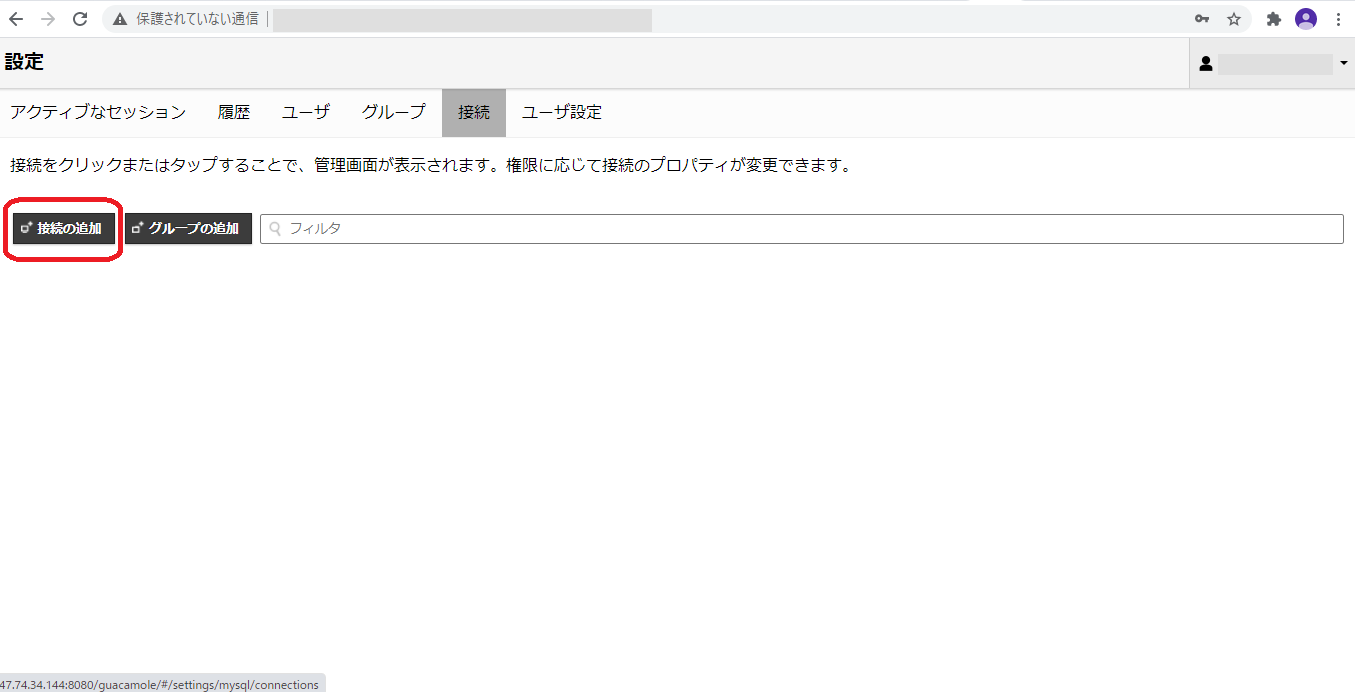 保護されていない通信
設定
アクティブなセッション 履歴 ユーザ グループ 接続 ユーザ設定
接続をクリックまたはタップすることで、管理画面が表示されます。権限に応じて接続のプロパティが変更できます。
接続の追加 グループの追加 フィルタ
47.74.34.144:8080/guacamole/#/settings/mysql/connections